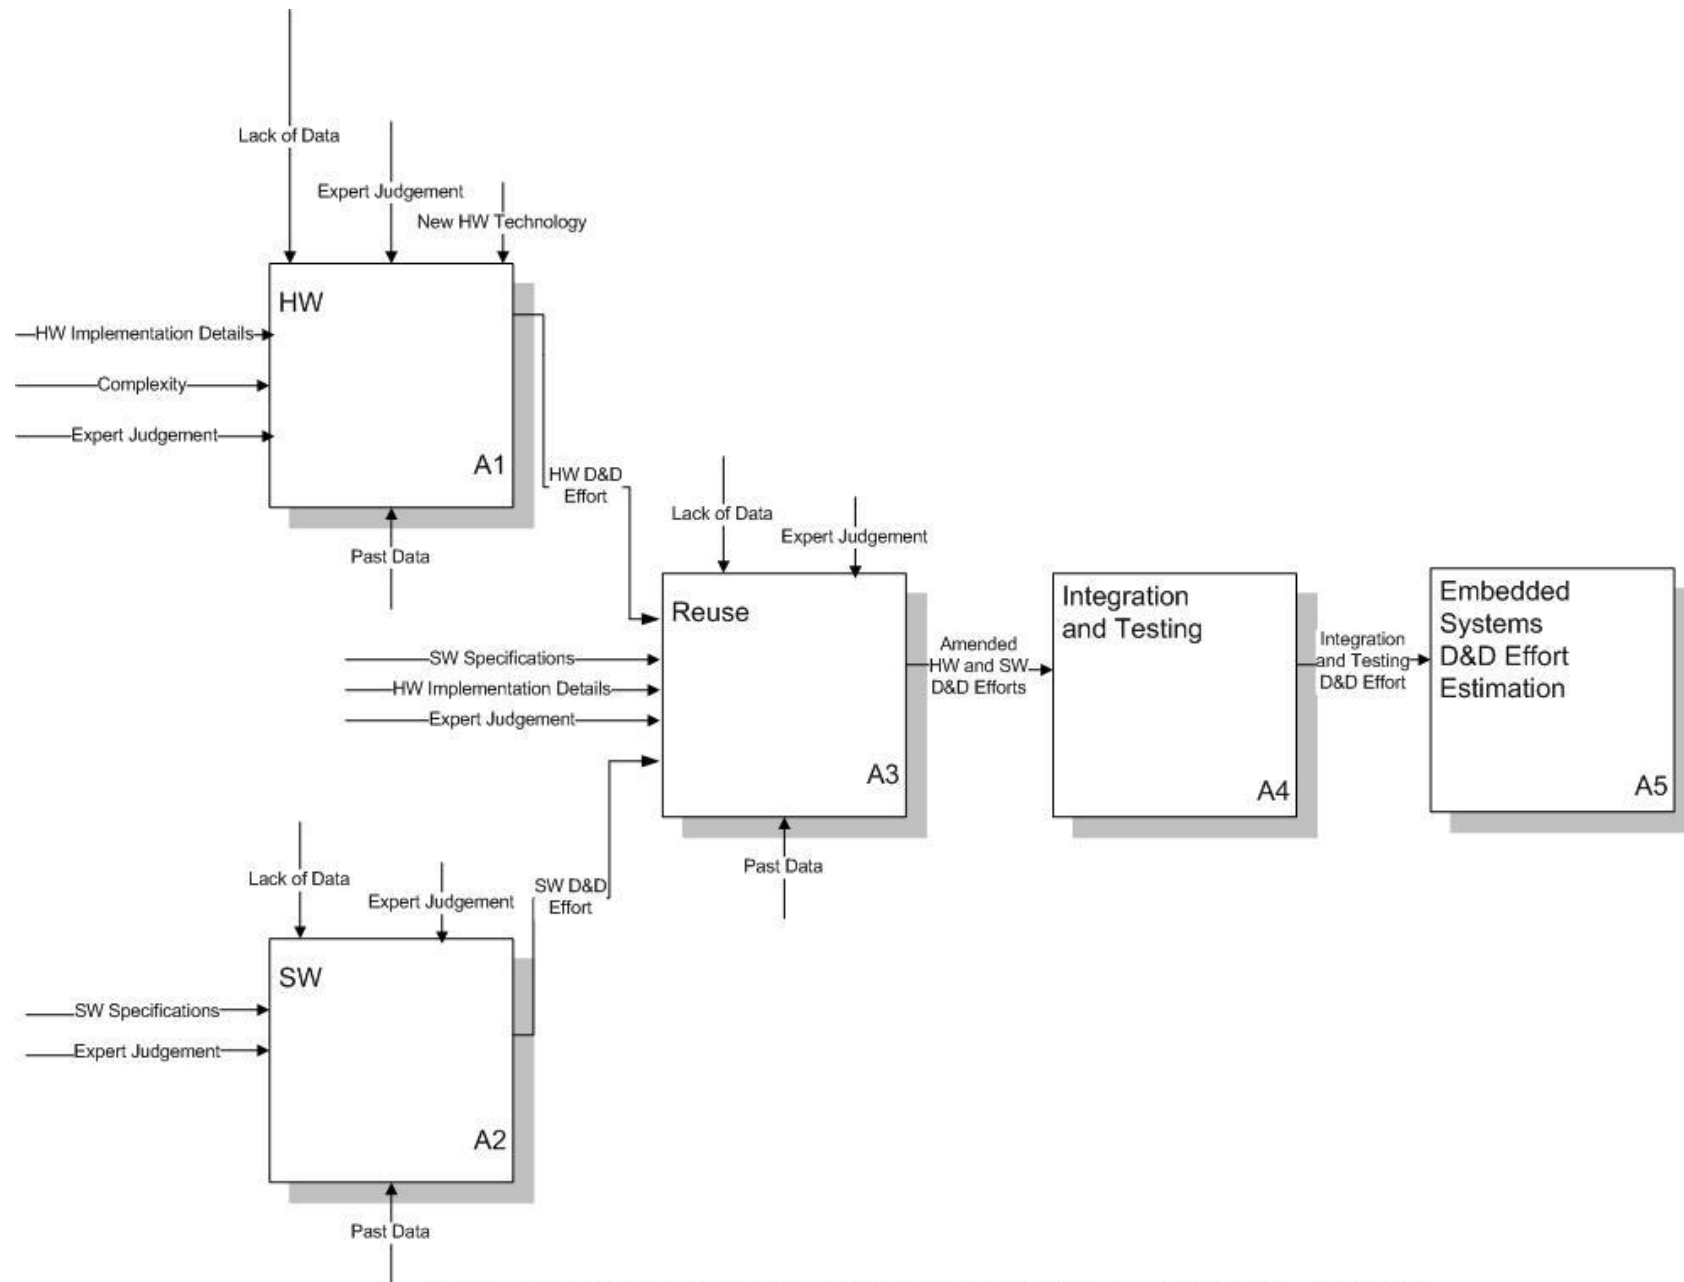 Lack of Data
Expert Judgement
New HW Technology
HW
HW Implementation Details
Complexity
Expert Judgement
A1
HW D&D
Effort
Past Data
Lack of Data
Expert Judgement
Reuse
SW Specifications
HW Implementation Details
Expert Judgement
A3
Amended
HW and SW
D&D Efforts
Integration
and Testing
A4
Integration
and Testing
D&D Effort
Embedded
Systems
D&D Effort
Estimation
A5
Past Data
Lack of Data
Expert Judgement
SW D&D
Effort
SW
SW Specifications
Expert Judgement
A2
Past Data